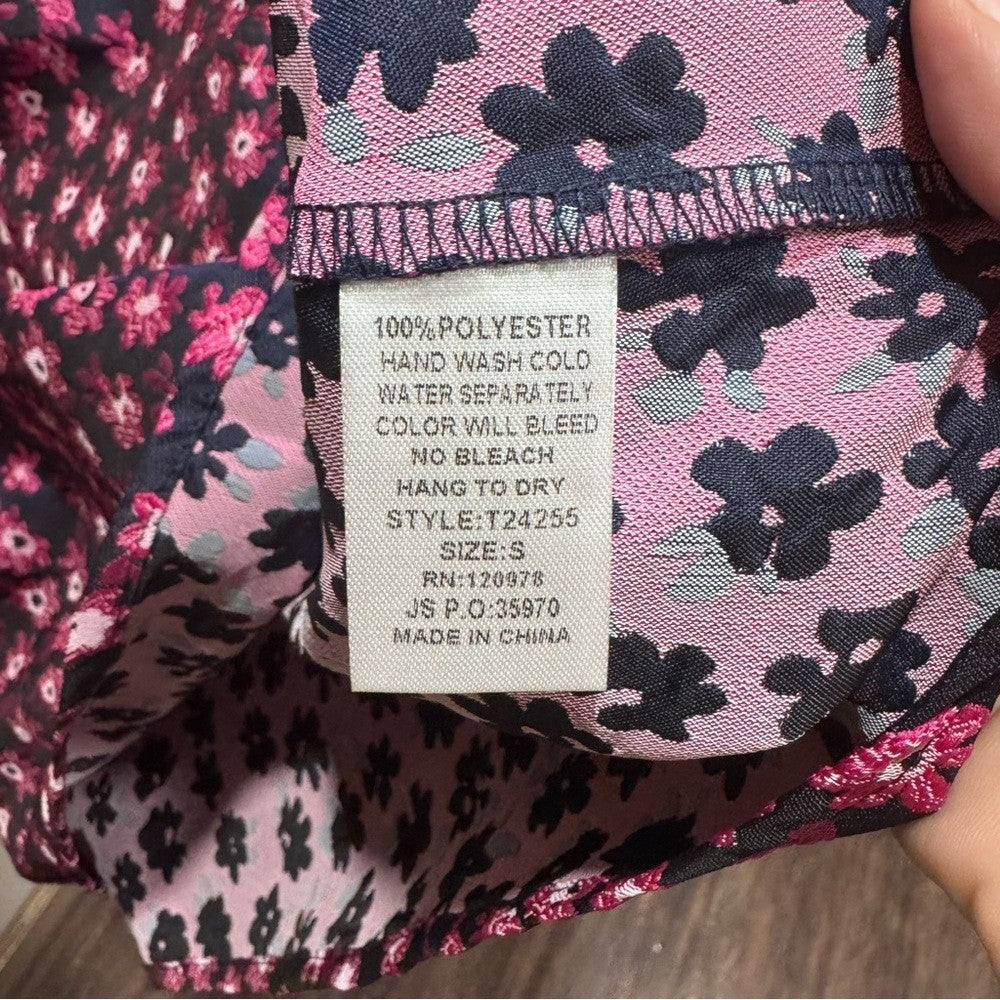 100%POLYESTER
HAND WASH COLD
WATER SEPARATELY
COLOR WILL BLEED
NO BLEACH
HANG TO DRY
STYLE:T24255
SIZE:S
RN:120978
JS P.O:35970
MADE IN CHINA